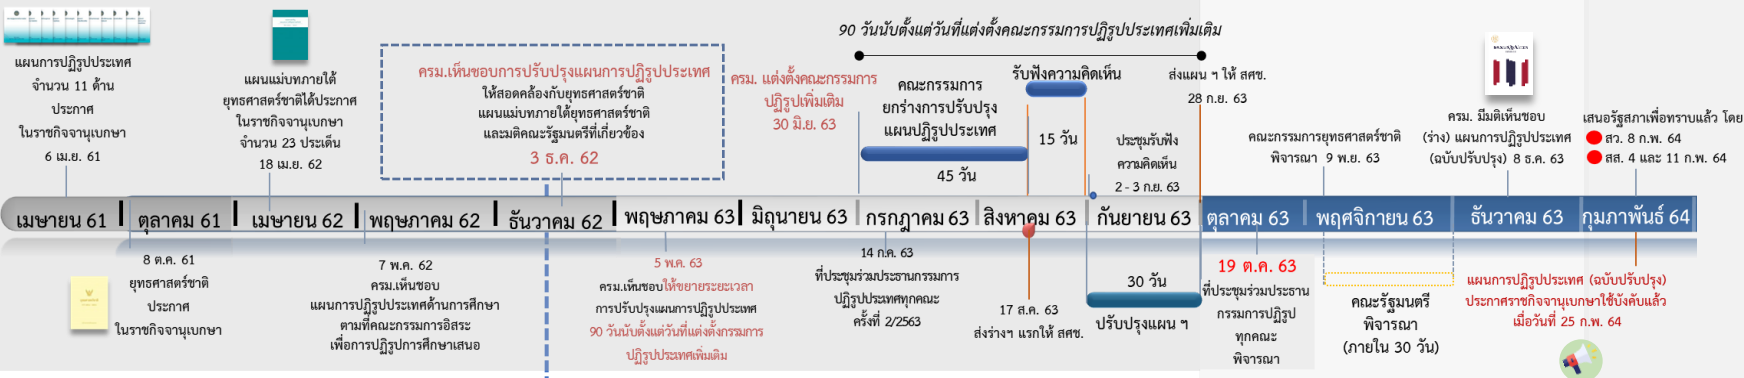 แผนการปฏิรูปประเทศ
จำนวน 11 ด้าน
ประกาศ
ในราชกิจจานุเบกษา
6 เม.ย. 61
แผนแม่บทภายใต้
ยุทธศาสตร์ชาติได้ประกาศ
ในราชกิจจานุเบกษา
จำนวน 23 ประเด็น
18 เม.ย. 62
ครม.เห็นชอบการปรับปรุงแผนการปฏิรูปประเทศ
ให้สอดคล้องกับยุทธศาสตร์ชาติ
แผนแม่บทภายใต้ยุทธศาสตร์ชาติ
และมติคณะรัฐมนตรีที่เกี่ยวข้อง
3 ธ.ค. 62
90 วันนับตั้งแต่วันที่แต่งตั้งคณะกรรมการปฏิรูปประเทศเพิ่มเติม
ครม. แต่งตั้งคณะกรรมการ
ปฏิรูปเพิ่มเติม
30 มิ.ย. 63
คณะกรรมการ
ยกร่างการปรับปรุง
แผนปฏิรูปประเทศ
45 วัน
รับฟังความคิดเห็น
15 วัน
ประชุมรับฟัง
ความคิดเห็น
2 - 3 ก.ย. 63
ส่งแผน ฯ ให้ สศช.
28 ก.ย. 63
คณะกรรมการยุทธศาสตร์ชาติ
พิจารณา 9 พ.ย. 63
ครม. มีมติเห็นชอบ
(ร่าง) แผนการปฏิรูปประเทศ
(ฉบับปรับปรุง) 8 ธ.ค. 63
เสนอรัฐสภาเพื่อทราบแล้ว โดย
สว. 8 ก.พ. 64
สส. 4 และ 11 ก.พ. 64
เมษายน 61
ตุลาคม 61
เมษายน 62
พฤษภาคม 62
ธันวาคม 62
พฤษภาคม 63
มิถุนายน 63
กรกฎาคม 63
สิงหาคม 63
กันยายน 63
ตุลาคม 63
พฤศจิกายน 63
ธันวาคม 63
กุมภาพันธ์ 64
8 ต.ค. 61
ยุทธศาสตร์ชาติ
ประกาศ
ในราชกิจจานุเบกษา
7 พ.ค. 62
ครม.เห็นชอบ
แผนการปฏิรูปประเทศด้านการศึกษา
ตามที่คณะกรรมการอิสระ
เพื่อการปฏิรูปการศึกษาเสนอ
5 พ.ค. 63
ครม.เห็นชอบให้ขยายระยะเวลา
การปรับปรุงแผนการปฏิรูปประเทศ
90 วันนับตั้งแต่วันที่แต่งตั้งกรรมการ
ปฏิรูปประเทศเพิ่มเติม
14 ก.ค. 63
ที่ประชุมร่วมประธานกรรมการ
ปฏิรูปประเทศทุกคณะ
ครั้งที่ 2/2563
17 ส.ค. 63
ส่งร่างฯ แรกให้ สศช.
30 วัน
ปรับปรุงแผน ฯ
19 ต.ค. 63
ที่ประชุมร่วมประธาน
กรรมการปฏิรูป
ทุกคณะ
พิจารณา
คณะรัฐมนตรี
พิจารณา
(ภายใน 30 วัน)
แผนการปฏิรูปประเทศ (ฉบับปรับปรุง)
ประกาศราชกิจจานุเบกษาใช้บังคับแล้ว
เมื่อวันที่ 25 ก.พ. 64